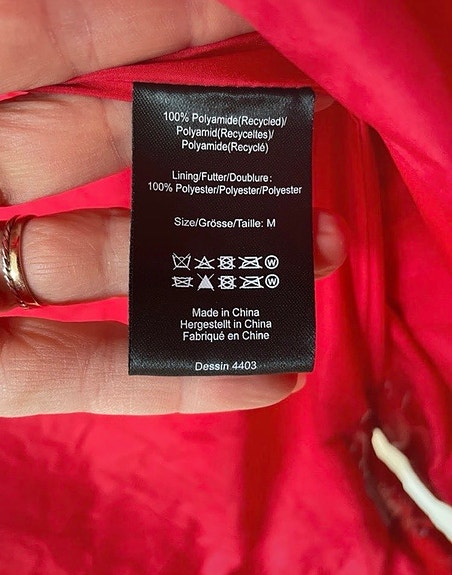 100% Polyamide(Recycled)/
Polyamid(Recyceltes)/
Polyamide(Recyclé)
Lining/Futter/Doublure:
100% Polyester/Polyester/Polyester
Size/Grösse/Taille: M
W
W
Made in China
Hergestellt in China
Fabriqué en Chine
Dessin 4403